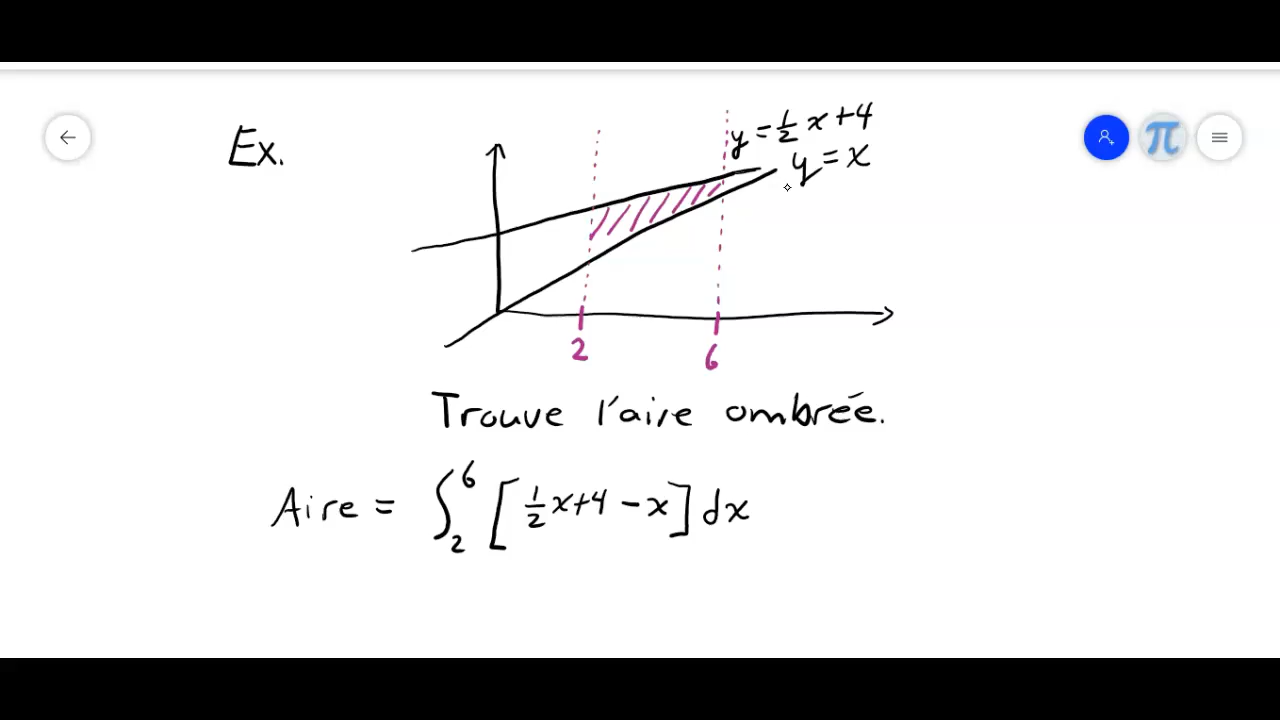 Ex.
y = 1/2 x + 4
y = x
2 6
Trouve l'aire ombrée.
Aire = ∫₂⁶ [1/2 x + 4 − x] dx
π